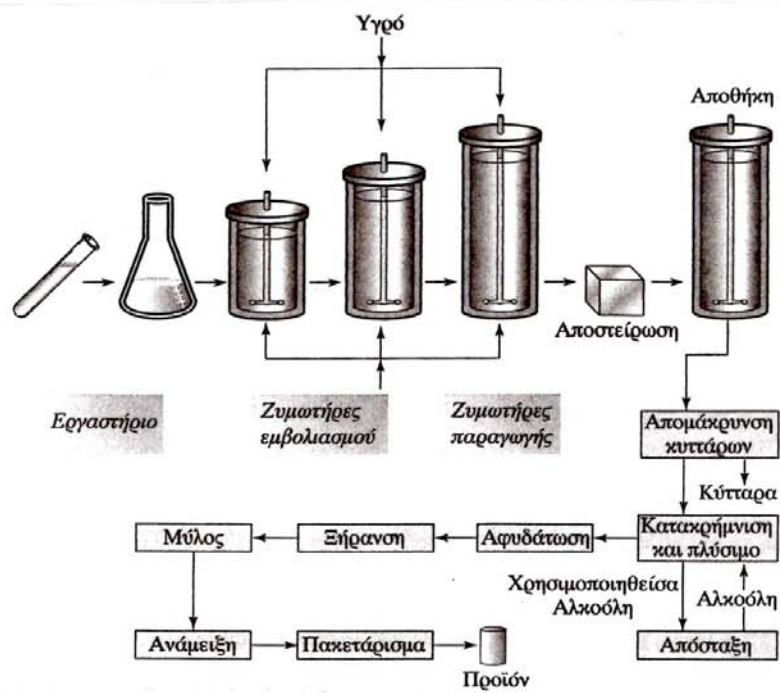 Υγρό
Αποθήκη
Αποστείρωση
Εργαστήριο
Ζυμωτήρες
εμβολιασμού
Ζυμωτήρες
παραγωγής
Απομάκρυνση
κυττάρων
Κύτταρα
Μύλος
Ξήρανση
Αφυδάτωση
Κατακρήμνιση
και πλύσιμο
Χρησιμοποιηθείσα
Αλκοόλη
Αλκοόλη
Ανάμειξη
Πακετάρισμα
Προϊόν
Απόσταξη